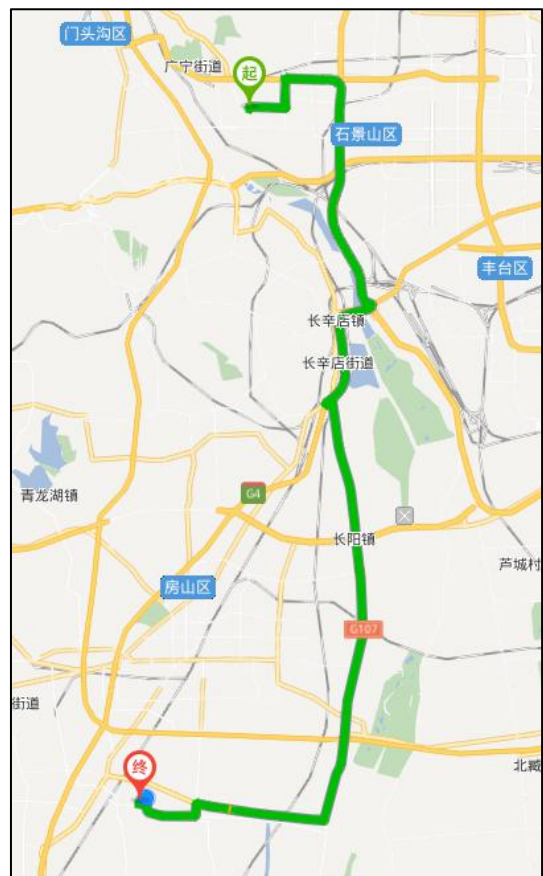 门头沟区
广宁街道
起
石景山区
丰台区
长辛店镇
长辛店街道
G4
青龙湖镇
长阳镇
芦城村
房山区
G107
街道
北臧
终